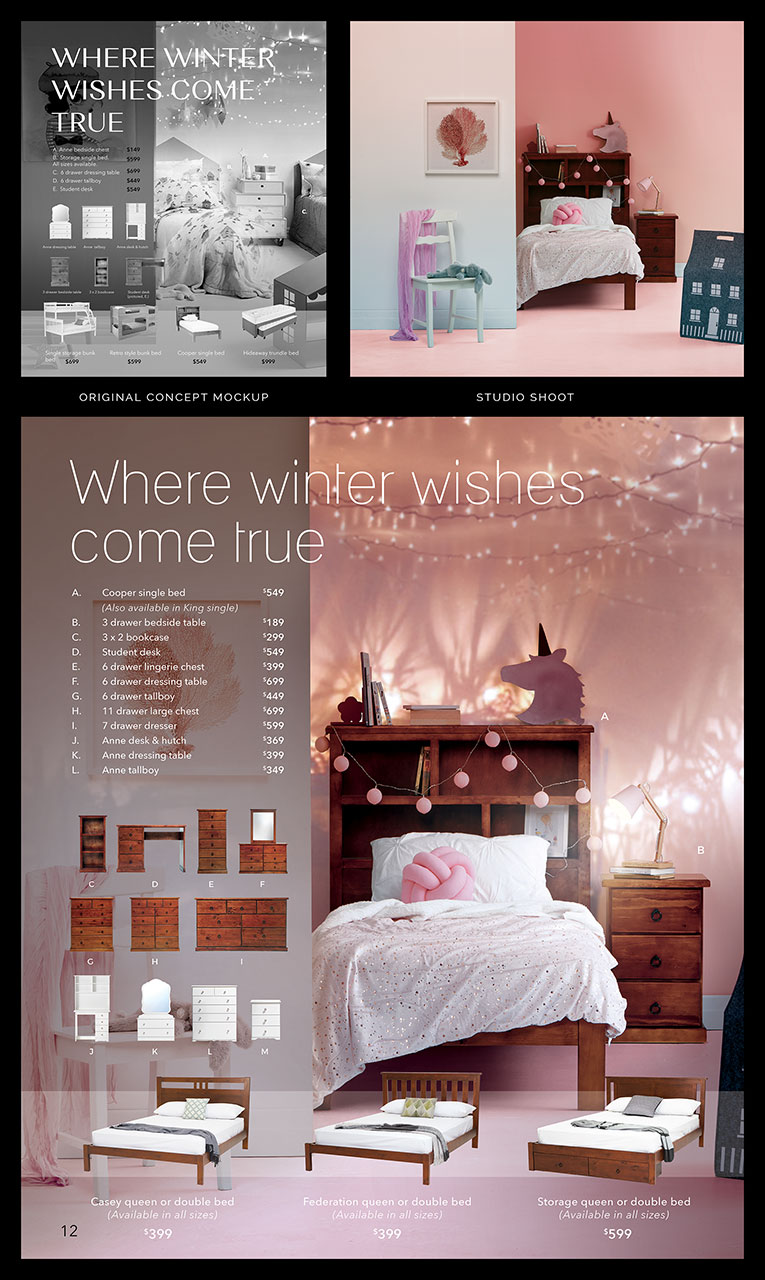 WHERE WINTER
WISHES COME
TRUE
A. Anne bedside chest $149
B. Storage single bed $599
All sizes available
C. 6 drawer dressing table $699
D. 6 drawer tallboy $449
E. Student desk $549
A.
C.
Anne dressing table Anne tallboy Anne desk & hutch
3 drawer bedside table 3 x 2 bookcase Student desk
(pictured, E.)
Single storage bunk bed $699
Retro style bunk bed $599
Cooper single bed $549
Hideaway trundle bed $999
ORIGINAL CONCEPT MOCKUP
STUDIO SHOOT
Where winter wishes
come true
A. Cooper single bed $549
(Also available in King single)
B. 3 drawer bedside table $189
C. 3 x 2 bookcase $299
D. Student desk $549
E. 6 drawer lingerie chest $399
F. 6 drawer dressing table $699
G. 6 drawer tallboy $449
H. 11 drawer large chest $699
I. 7 drawer dresser $599
J. Anne desk & hutch $369
K. Anne dressing table $399
L. Anne tallboy $349
A
B
C D E F
G H I
J K L M
Casey queen or double bed
(Available in all sizes)
$399
Federation queen or double bed
(Available in all sizes)
$399
Storage queen or double bed
(Available in all sizes)
$599
12